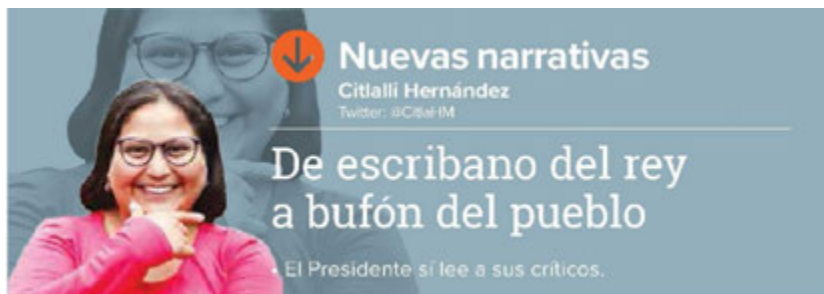 Nuevas narrativas
Citlalli Hernández
Twitter: @CitlaHM
De escribano del rey
a bufón del pueblo
• El Presidente sí lee a sus críticos.